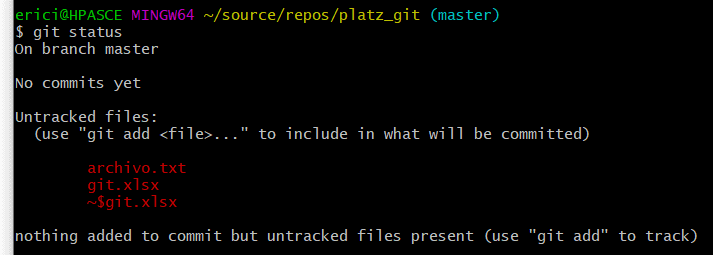 erici@HPASCE MINGW64 ~/source/repos/platz_git (master)
$ git status
On branch master
No commits yet
Untracked files:
(use "git add <file>..." to include in what will be committed)
archivo.txt
git.xlsx
~$git.xlsx
nothing added to commit but untracked files present (use "git add" to track)